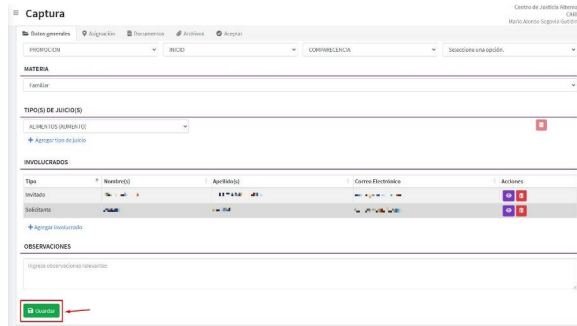 Centro de Justicia Alterna
≡ Captura
Mario Alonso Segovia Gutiérr
Datos generales Asignación Documentos Archivos Aceptar
PROMOCION INICIO COMPARECENCIA Seleccione una opción.
MATERIA
Familiar
TIPO(S) DE JUICIO(S)
ALIMENTOS (AUMENTO)
+ Agregar tipo de juicio
INVOLUCRADOS
Tipo Nombre(s) Apellido(s) Correo Electrónico Acciones
Invitado
Solicitante
+ Agregar involucrado
OBSERVACIONES
Ingrese observaciones relevantes
Guardar